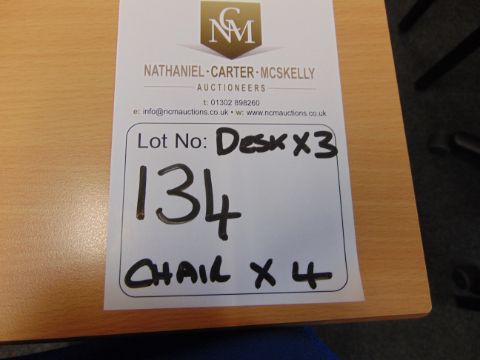 NCM
NATHANIEL·CARTER·MCSKELLY
AUCTIONEERS
t: 01302 898260
e: info@ncmauctions.co.uk • w: www.ncmauctions.co.uk
Lot No: DESK X3
134
CHAIR X 4